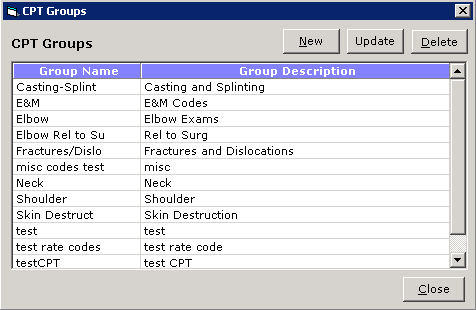 CPT Groups
CPT Groups
New Update Delete
Group Name Group Description
Casting-Splint Casting and Splinting
E&M E&M Codes
Elbow Elbow Exams
Elbow Rel to Su Rel to Surg
Fractures/Dislo Fractures and Dislocations
misc codes test misc
Neck Neck
Shoulder Shoulder
Skin Destruct Skin Destruction
test test
test rate codes test rate code
testCPT test CPT
Close